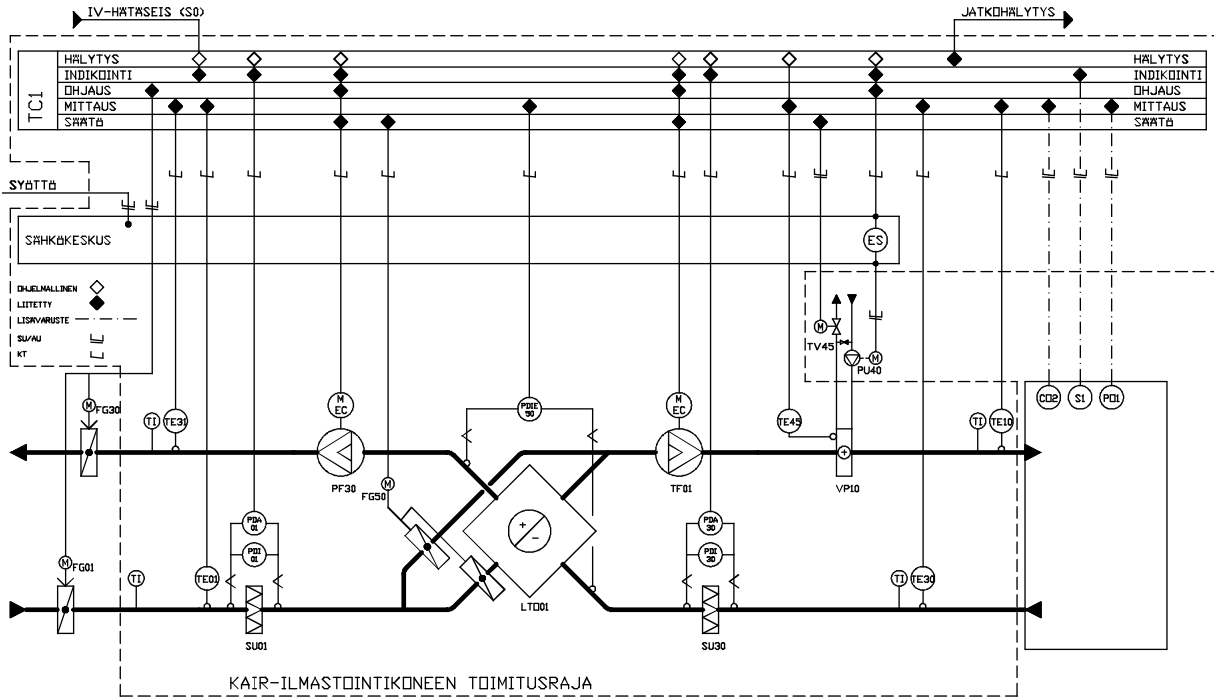 IV-HÄTÄSEIS (S0)
JATKOHÄLYTYS
TC1
HÄLYTYS
HÄLYTYS
INDIKOINTI
INDIKOINTI
OHJAUS
OHJAUS
MITTAUS
MITTAUS
SÄÄTÖ
SÄÄTÖ
SYÖTTÖ
SÄHKÖKESKUS
ES
OHJELMALLINEN
LIITETTY
LISÄVARUSTE
SU/AU
KT
M
TV45
M
PU40
M
FG30
TI
TE31
M
EC
PDIE
50
M
EC
TE45
TI
TE10
CO2
S1
PD1
PF30
M
FG50
TF01
VP10
+
PDA
01
PDI
01
+
-
PDA
30
PDI
30
M
FG01
TI
TE01
TI
TE30
LTO01
SU01
SU30
KAIR-ILMASTOINTIKONEEN TOIMITUSRAJA